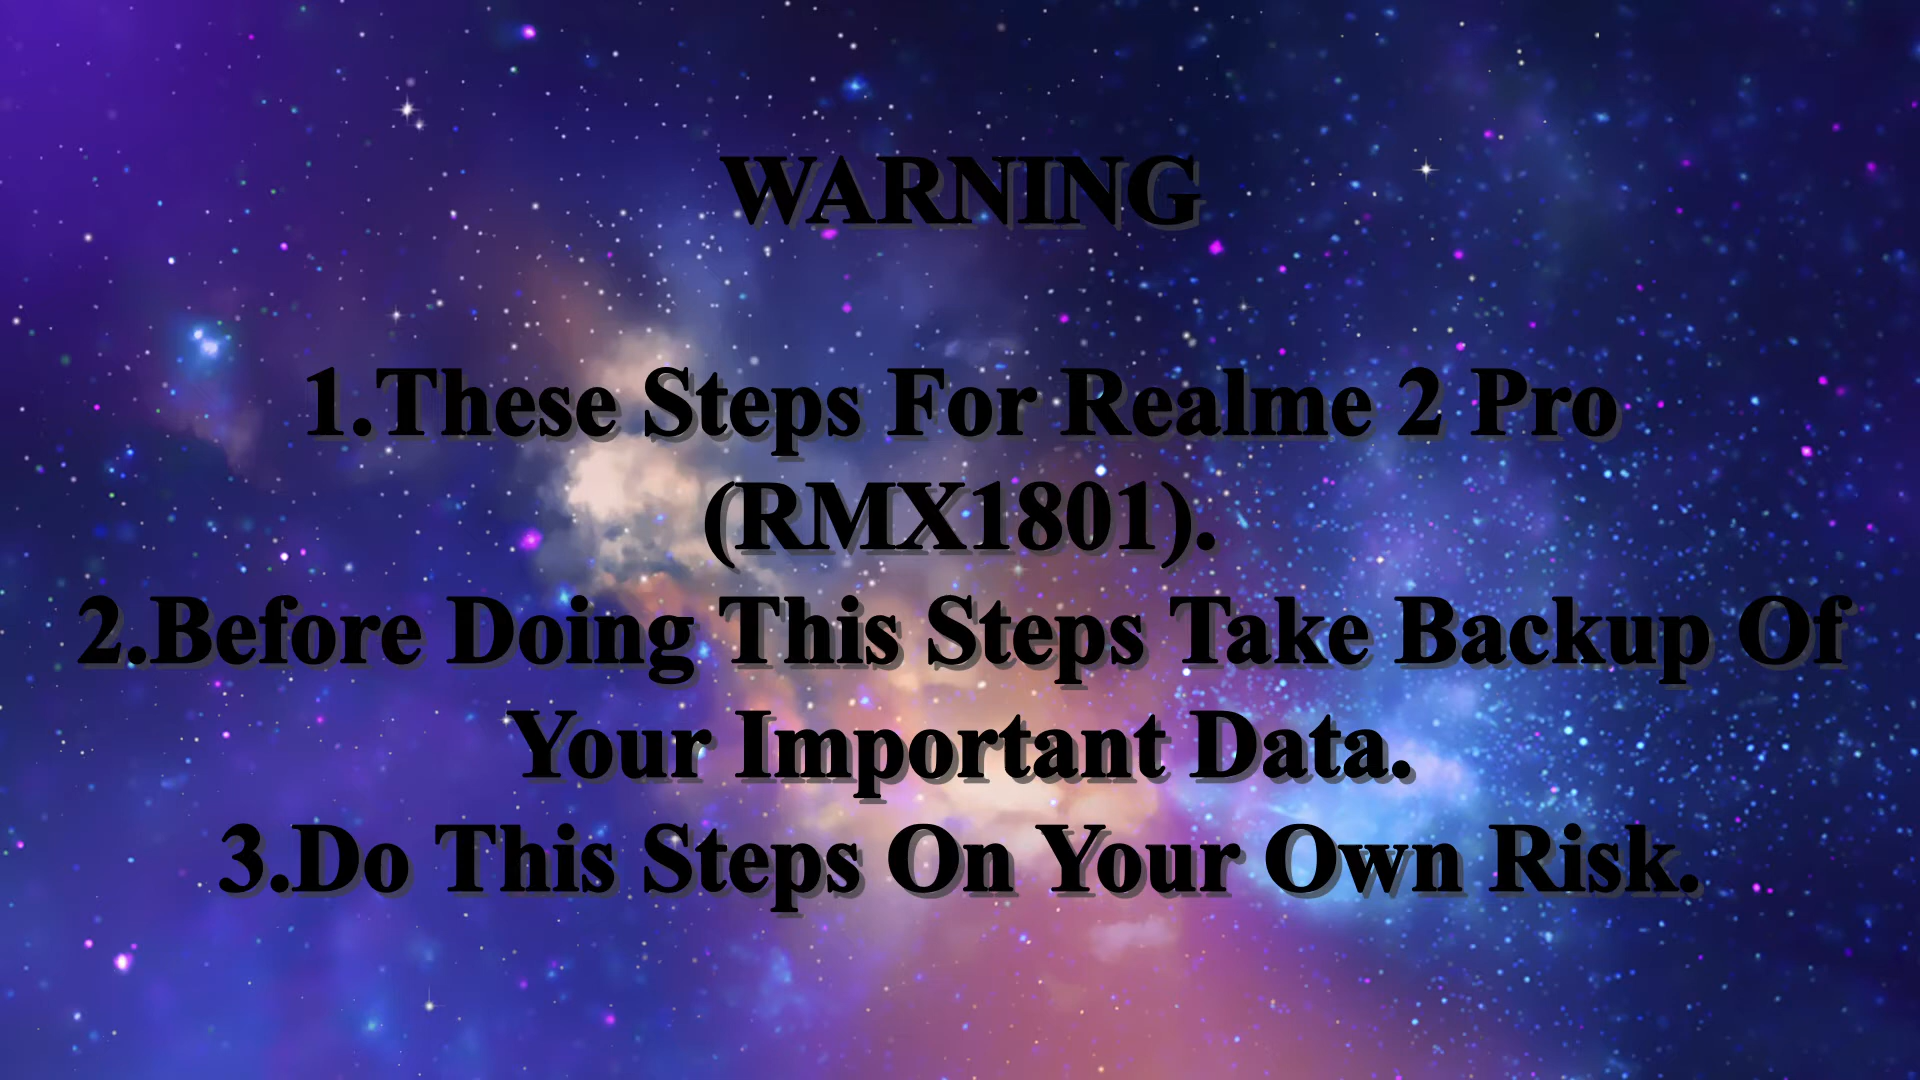 WARNING
1.These Steps For Realme 2 Pro
(RMX1801).
2.Before Doing This Steps Take Backup Of
Your Important Data.
3.Do This Steps On Your Own Risk.